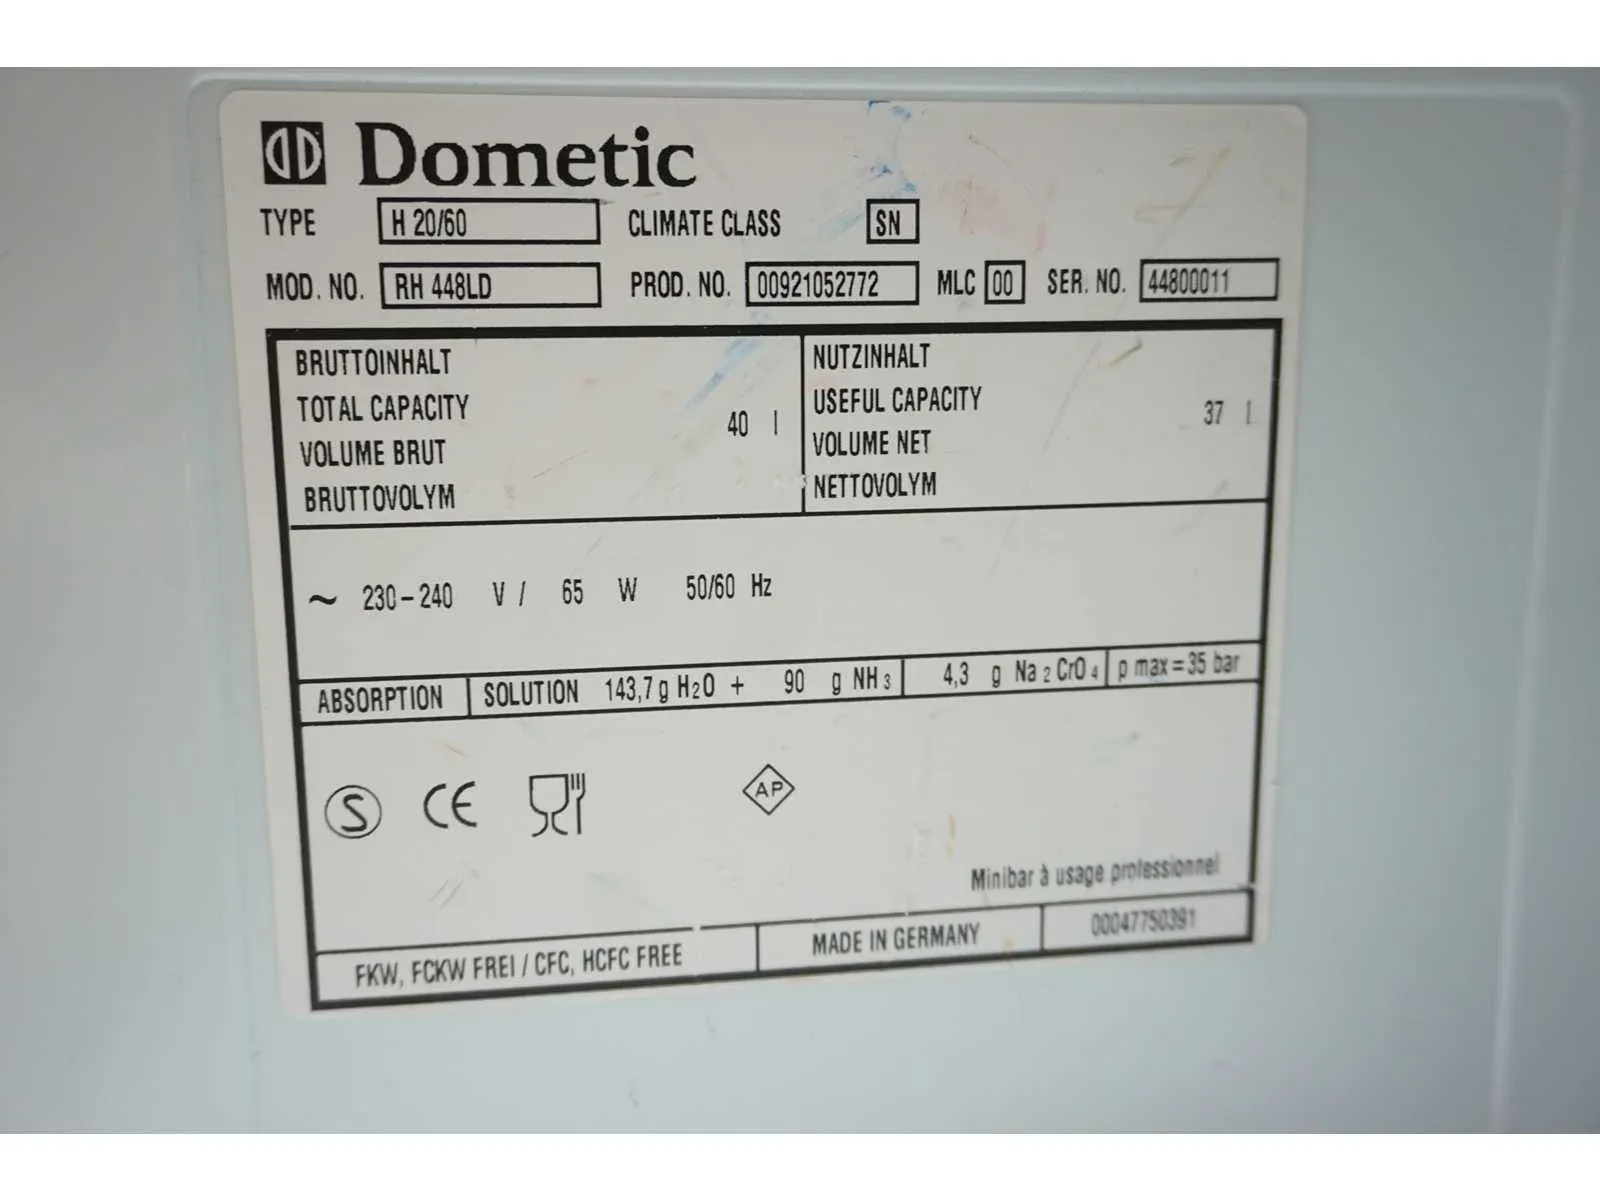 Dometic
TYPE H 20/60 CLIMATE CLASS SN
MOD. NO. RH 448LD PROD. NO. 00921052772 MLC 00 SER. NO. 44800011
BRUTTOINHALT
TOTAL CAPACITY
VOLUME BRUT
BRUTTOVOLYM
40 l
NUTZINHALT
USEFUL CAPACITY
VOLUME NET
NETTOVOLYM
37 l
~ 230-240 V / 65 W 50/60 Hz
ABSORPTION SOLUTION 143,7 g H2O + 90 g NH3 4,3 g Na2CrO4 p max = 35 bar
S CE AP
Minibar à usage professionnel
FKW, FCKW FREI / CFC, HCFC FREE MADE IN GERMANY 00047750391